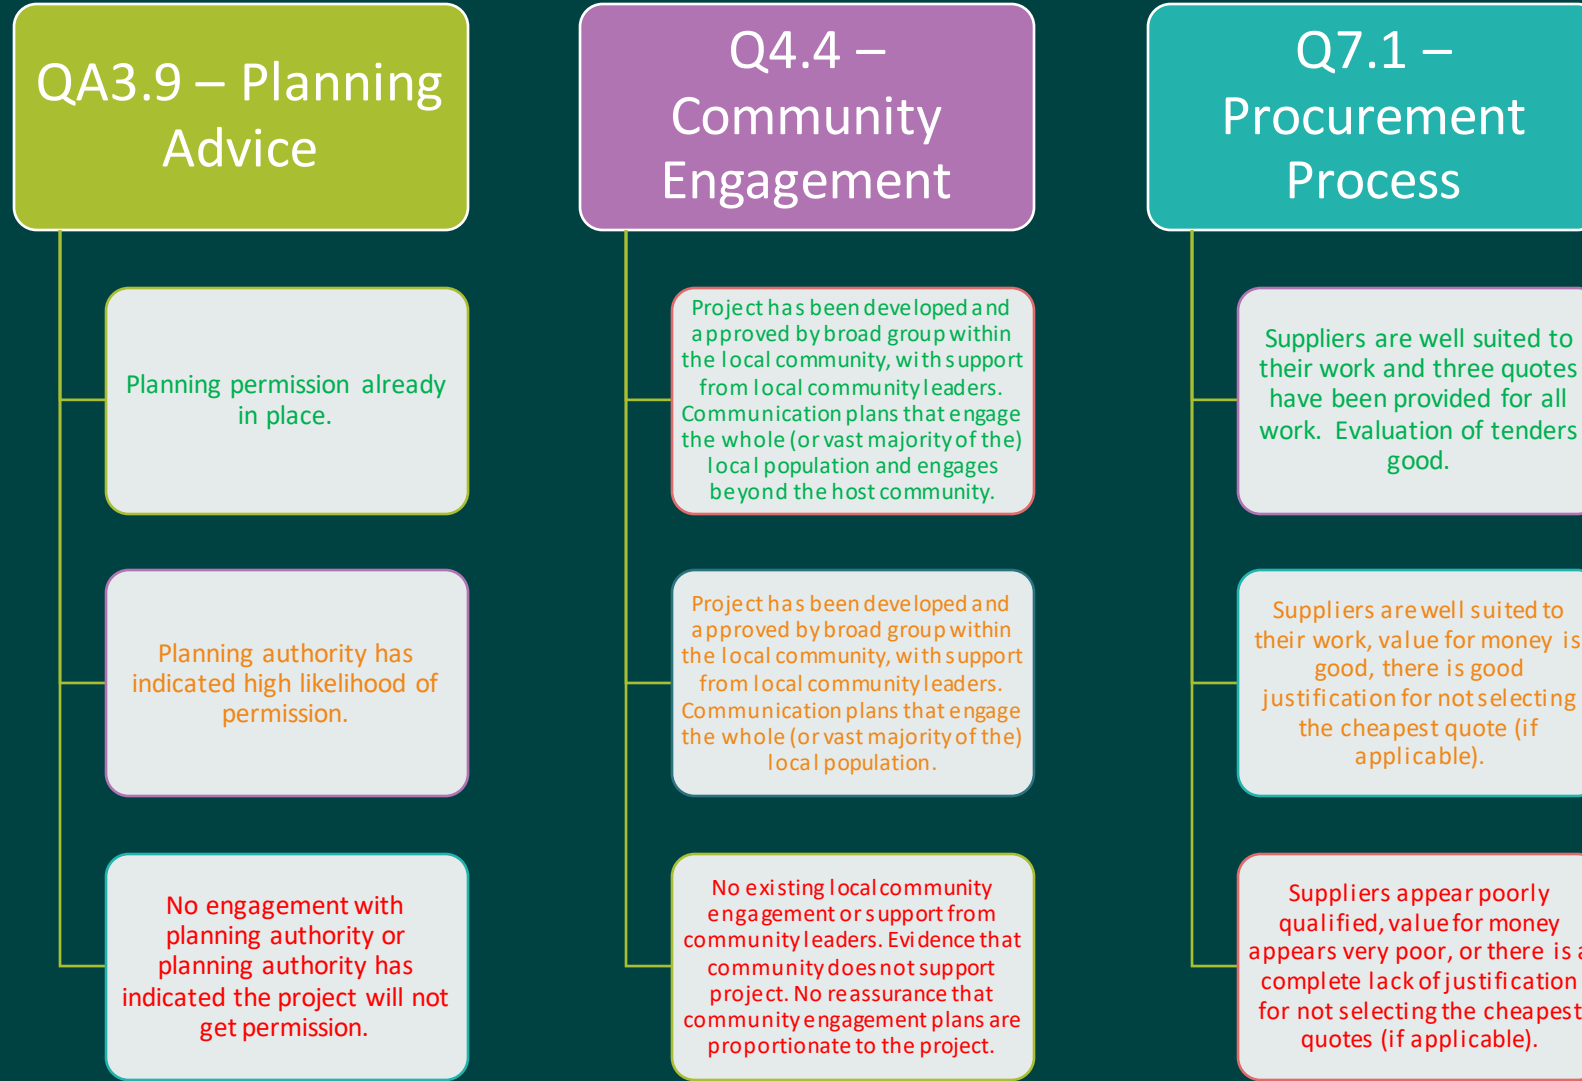 QA3.9 – Planning
Advice
Planning permission already
in place.
Planning authority has
indicated high likelihood of
permission.
No engagement with
planning authority or
planning authority has
indicated the project will not
get permission.
Q4.4 –
Community
Engagement
Project has been developed and
approved by broad group within
the local community, with support
from local community leaders.
Communication plans that engage
the whole (or vast majority of the)
local population and engages
beyond the host community.
Project has been developed and
approved by broad group within
the local community, with support
from local community leaders.
Communication plans that engage
the whole (or vast majority of the)
local population.
No existing local community
engagement or support from
community leaders. Evidence that
community does not support
project. No reassurance that
community engagement plans are
proportionate to the project.
Q7.1 –
Procurement
Process
Suppliers are well suited to
their work and three quotes
have been provided for all
work. Evaluation of tenders
good.
Suppliers are well suited to
their work, value for money is
good, there is good
justification for not selecting
the cheapest quote (if
applicable).
Suppliers appear poorly
qualified, value for money
appears very poor, or there is a
complete lack of justification
for not selecting the cheapest
quotes (if applicable).